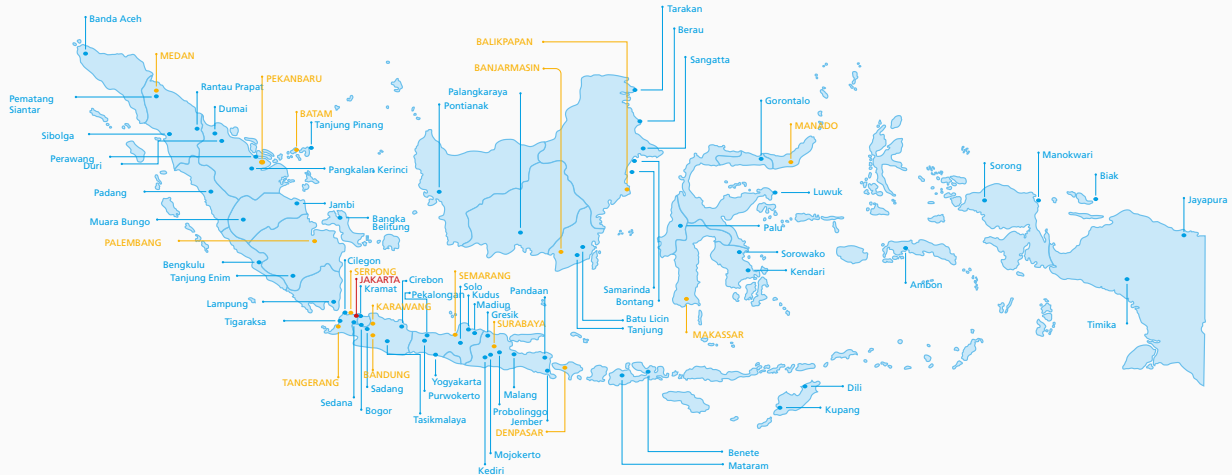 Banda Aceh
MEDAN
Pematang
Siantar
Rantau Prapat
PEKANBARU
Dumai
BATAM
Tanjung Pinang
Sibolga
Perawang
Duri
Pangkalan Kerinci
Padang
Jambi
Muara Bungo
Bangka
Belitung
PALEMBANG
Bengkulu
Tanjung Enim
Lampung
Cilegon
SERPONG
JAKARTA
Kramat
KARAWANG
Tigaraksa
TANGERANG
Sedana
Bogor
Sadang
BANDUNG
Cirebon
Pekalongan
Tasikmalaya
Purwokerto
Yogyakarta
SEMARANG
Solo
Kudus
Madiun
Gresik
SURABAYA
Pandaan
Malang
Probolinggo
Jember
DENPASAR
Mojokerto
Kediri
Palangkaraya
Pontianak
BALIKPAPAN
BANJARMASIN
Tarakan
Berau
Sangatta
Samarinda
Bontang
Batu Licin
Tanjung
Gorontalo
MANADO
Luwuk
Palu
Sorowako
Kendari
MAKASSAR
Benete
Mataram
Dili
Kupang
Ambon
Sorong
Manokwari
Biak
Jayapura
Timika